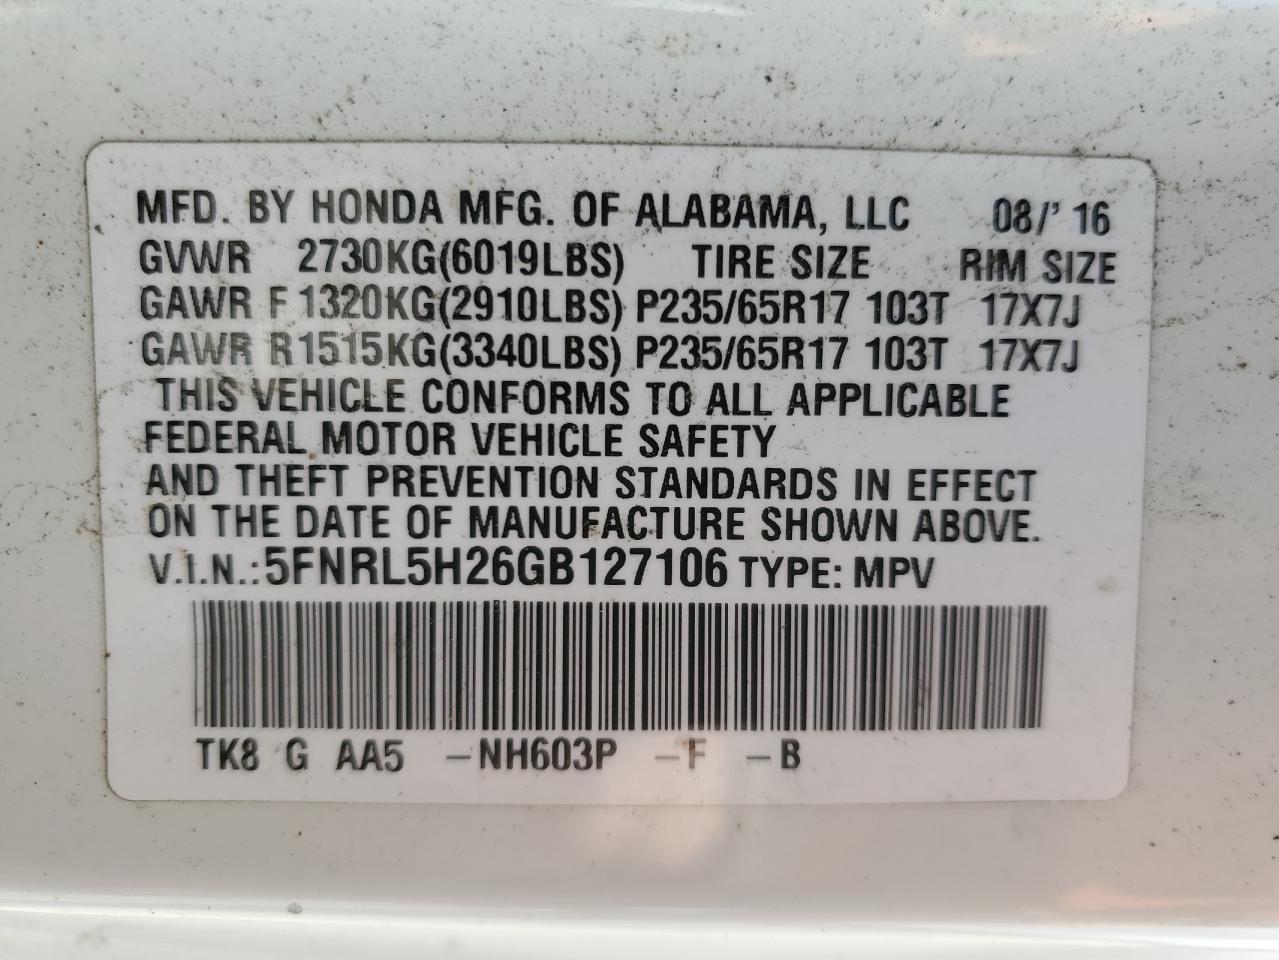 MFD. BY HONDA MFG. OF ALABAMA, LLC 08/' 16
GVWR 2730KG(6019LBS) TIRE SIZE RIM SIZE
GAWR F 1320KG(2910LBS) P235/65R17 103T 17X7J
GAWR R1515KG(3340LBS) P235/65R17 103T 17X7J
THIS VEHICLE CONFORMS TO ALL APPLICABLE
FEDERAL MOTOR VEHICLE SAFETY
AND THEFT PREVENTION STANDARDS IN EFFECT
ON THE DATE OF MANUFACTURE SHOWN ABOVE.
V.I.N.:5FNRL5H26GB127106 TYPE: MPV
TK8 G AA5 -NH603P -F -B